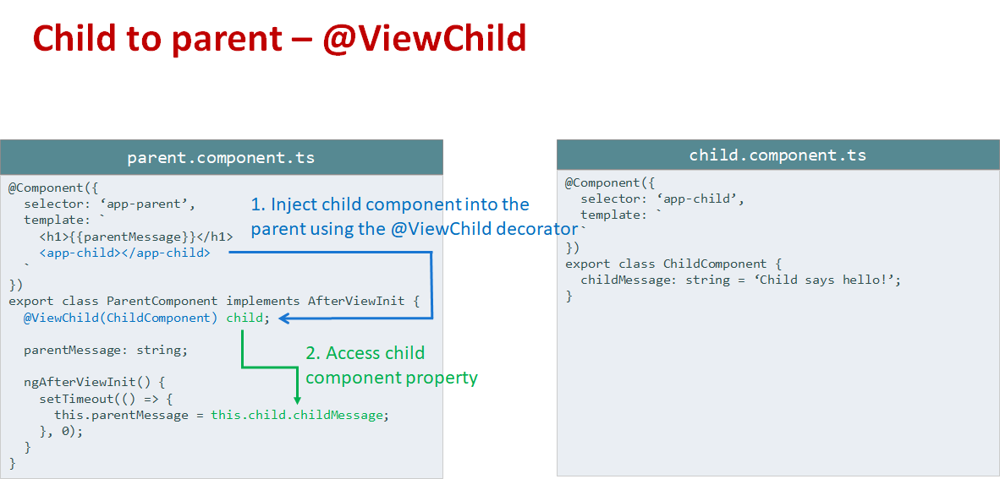 Child to parent – @ViewChild
parent.component.ts
@Component({
selector: ‘app-parent’,
template: `
<h1>{{parentMessage}}</h1>
<app-child></app-child>
`
})
export class ParentComponent implements AfterViewInit {
@ViewChild(ChildComponent) child;
parentMessage: string;
ngAfterViewInit() {
setTimeout(() => {
this.parentMessage = this.child.childMessage;
}, 0);
}
}
1. Inject child component into the
parent using the @ViewChild decorator
2. Access child
component property
child.component.ts
@Component({
selector: ‘app-child’,
template: `
`
})
export class ChildComponent {
childMessage: string = ‘Child says hello!’;
}